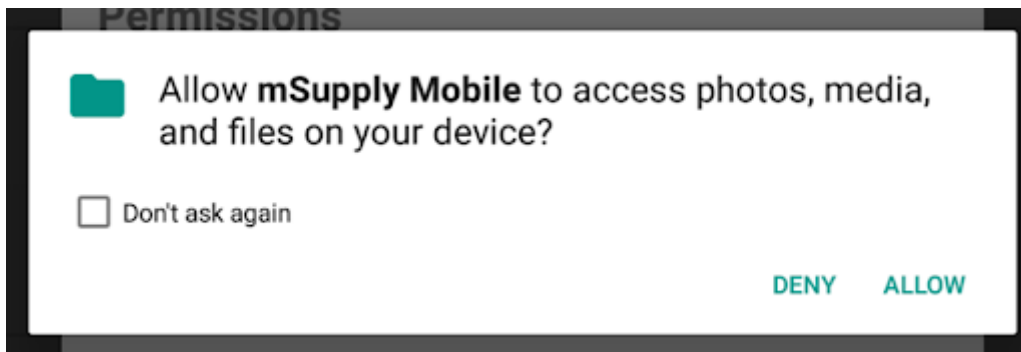 Permissions
Allow mSupply Mobile to access photos, media,
and files on your device?
Don't ask again
DENY ALLOW